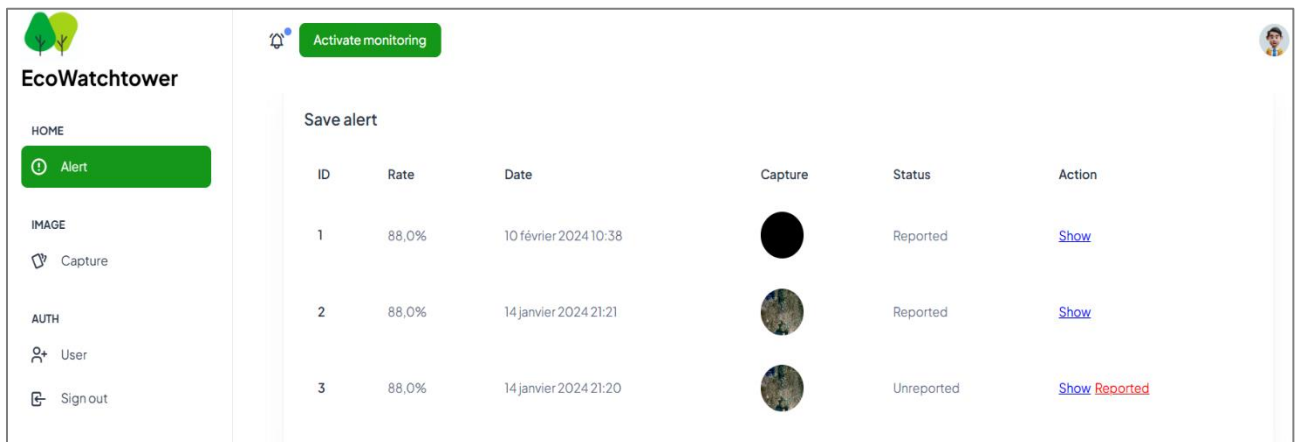 EcoWatchtower
HOME
Alert
IMAGE
Capture
AUTH
User
Sign out
Activate monitoring
Save alert
ID Rate Date Capture Status Action
1 88,0% 10 février 2024 10:38 Reported Show
2 88,0% 14 janvier 2024 21:21 Reported Show
3 88,0% 14 janvier 2024 21:20 Unreported Show Reported